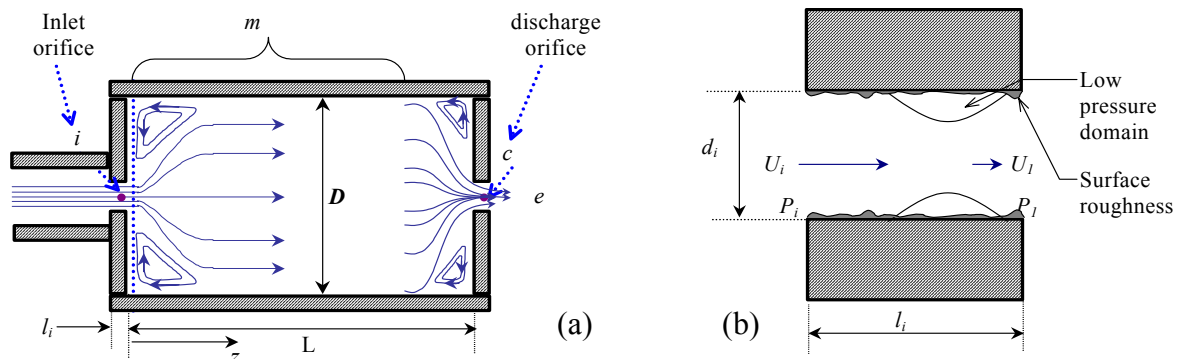 Inlet
orifice
m
discharge
orifice
i
c
D
e
l_i
L
z
(a)
Low
pressure
domain
d_i
U_i
U_1
Surface
roughness
P_i
P_1
(b)
l_i